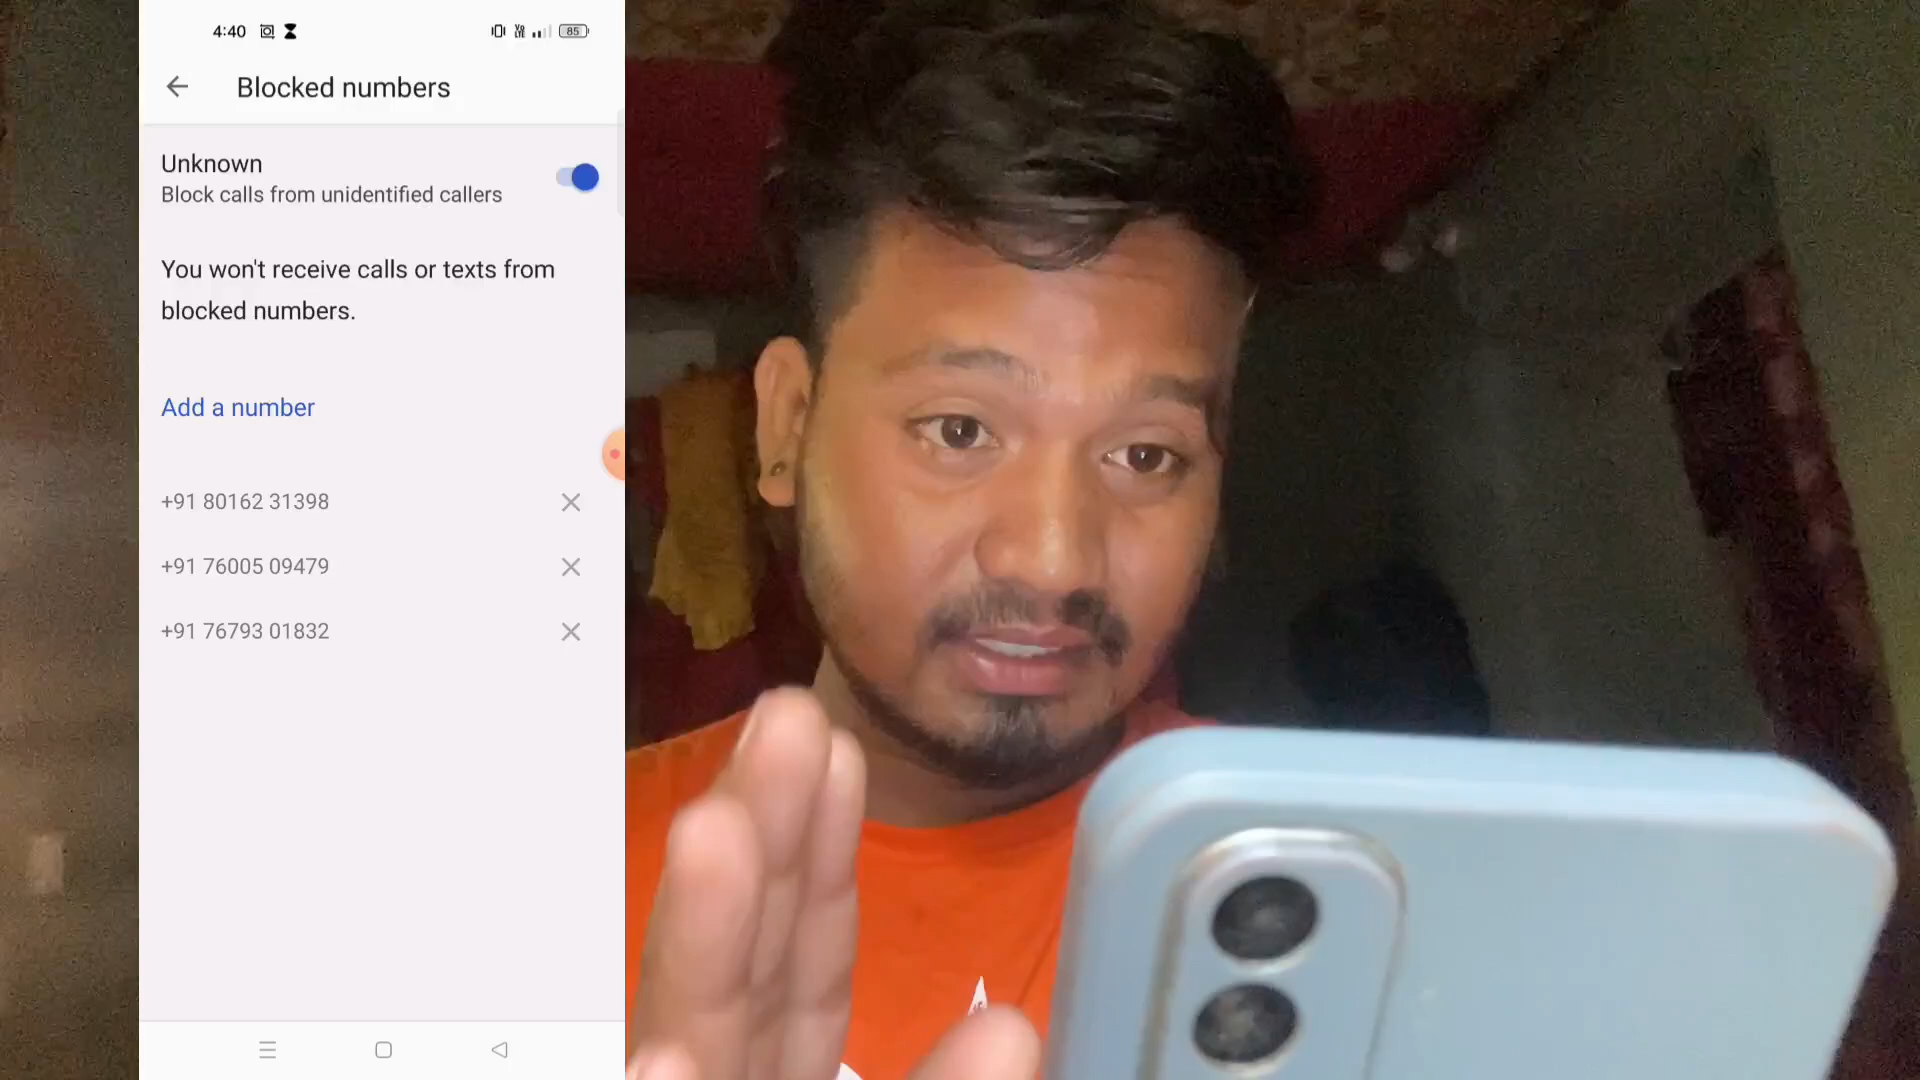 4:40
85
Blocked numbers
Unknown
Block calls from unidentified callers
You won't receive calls or texts from
blocked numbers.
Add a number
+91 80162 31398
+91 76005 09479
+91 76793 01832